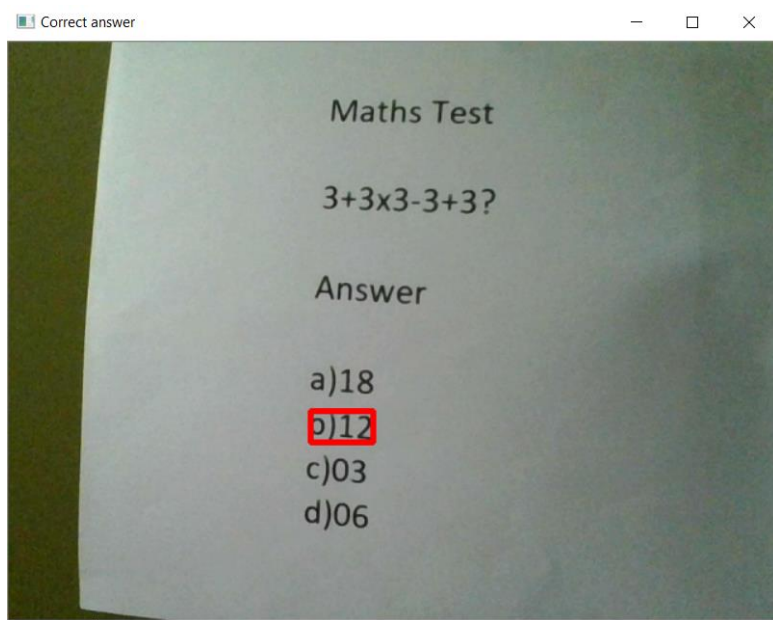 Correct answer
Maths Test
3+3x3-3+3?
Answer
a)18
b)12
c)03
d)06